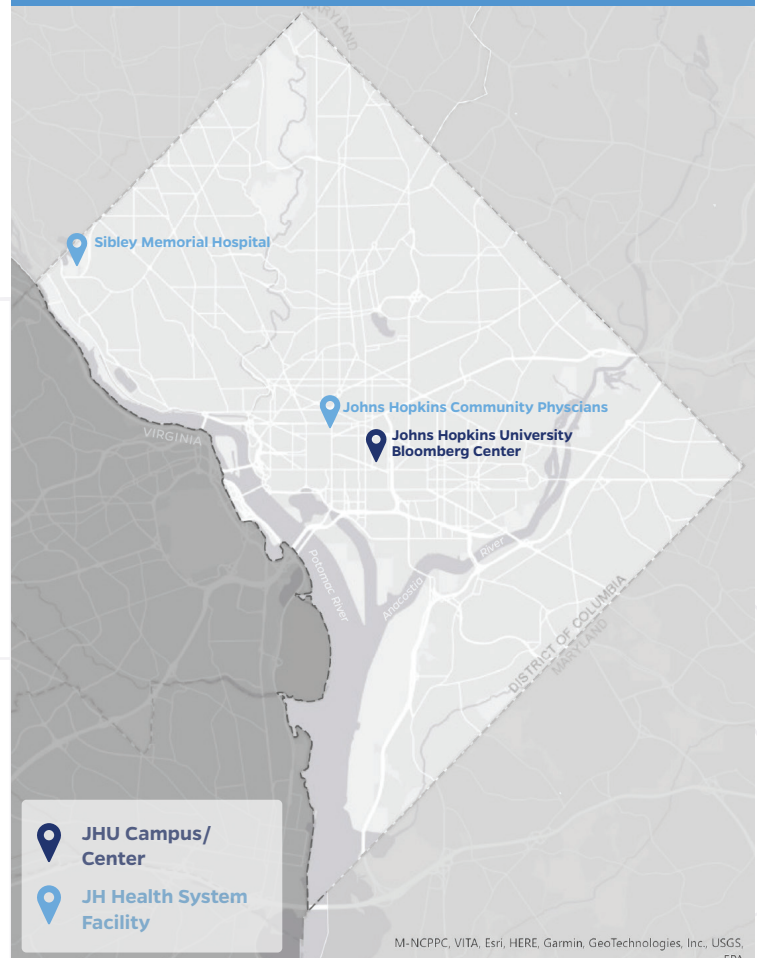 MARYLAND
Sibley Memorial Hospital
Johns Hopkins Community Physcians
Johns Hopkins University
Bloomberg Center
VIRGINIA
Potomac River
Anacostia
River
DISTRICT OF COLUMBIA
MARYLAND
JHU Campus/
Center
JH Health System
Facility
M-NCPPC, VITA, Esri, HERE, Garmin, GeoTechnologies, Inc., USGS,
EPA